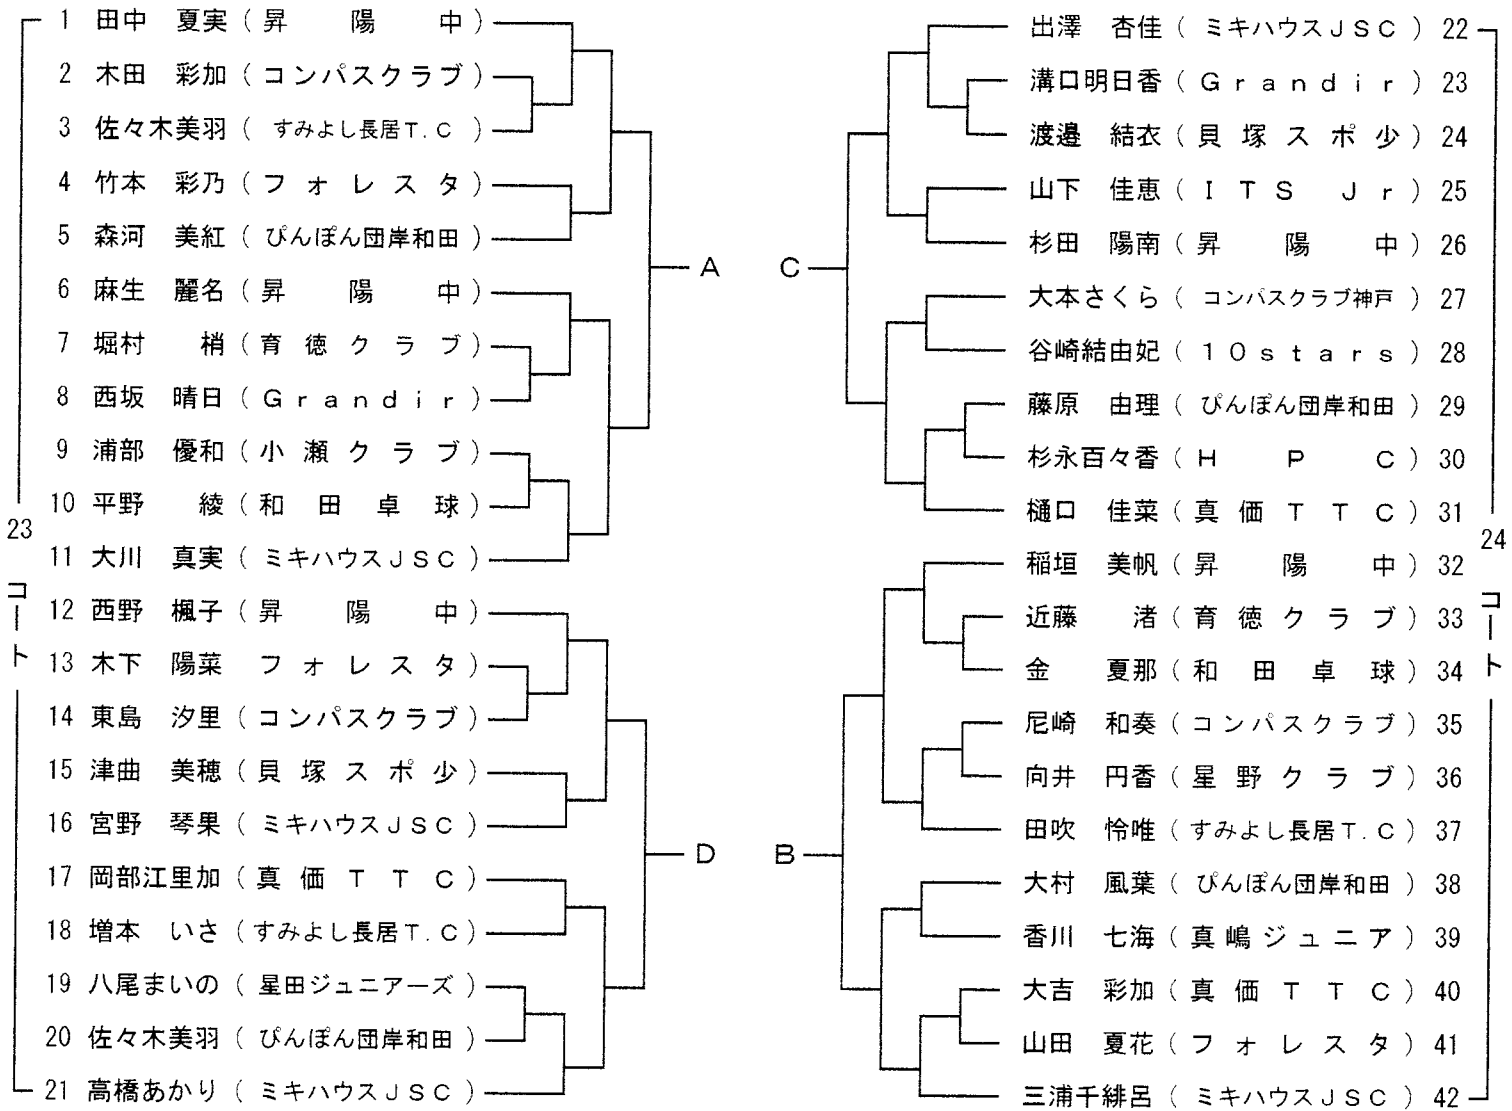 1 田中 夏実 ( 昇 陽 中 )
2 木田 彩加 ( コンパスクラブ )
3 佐々木美羽 ( すみよし長居T.C )
4 竹本 彩乃 ( フ ォ レ ス タ )
5 森河 美紅 ( ぴんぽん団岸和田 )
A
6 麻生 麗名 ( 昇 陽 中 )
7 堀村 梢 ( 育 徳 ク ラ ブ )
8 西坂 晴日 ( G r a n d i r )
9 浦部 優和 ( 小 瀬 ク ラ ブ )
10 平野 綾 ( 和 田 卓 球 )
11 大川 真実 ( ミキハウスJSC )
23コート
12 西野 楓子 ( 昇 陽 中 )
13 木下 陽菜 フ ォ レ ス タ )
14 東島 汐里 ( コンパスクラブ )
15 津曲 美穂 ( 貝 塚 ス ポ 少 )
16 宮野 琴果 ( ミキハウスJSC )
D
17 岡部江里加 ( 真 価 T T C )
18 増本 いさ ( すみよし長居T.C )
19 八尾まいの ( 星田ジュニアーズ )
20 佐々木美羽 ( ぴんぽん団岸和田 )
21 高橋あかり ( ミキハウスJSC )
出澤 杏佳 ( ミキハウスJSC ) 22
溝口明日香 ( G r a n d i r ) 23
渡邉 結衣 ( 貝 塚 ス ポ 少 ) 24
山下 佳恵 ( I T S J r ) 25
杉田 陽南 ( 昇 陽 中 ) 26
C
大本さくら ( コンパスクラブ神戸 ) 27
谷崎結由妃 ( 1 0 s t a r s ) 28
藤原 由理 ( ぴんぽん団岸和田 ) 29
杉永百々香 ( H P C ) 30
樋口 佳菜 ( 真 価 T T C ) 31
24コート
稲垣 美帆 ( 昇 陽 中 ) 32
近藤 渚 ( 育 徳 ク ラ ブ ) 33
金 夏那 ( 和 田 卓 球 ) 34
尼崎 和奏 ( コンパスクラブ ) 35
向井 円香 ( 星 野 ク ラ ブ ) 36
田吹 怜唯 ( すみよし長居T.C ) 37
B
大村 風葉 ( ぴんぽん団岸和田 ) 38
香川 七海 ( 真嶋ジュニア ) 39
大吉 彩加 ( 真 価 T T C ) 40
山田 夏花 ( フ ォ レ ス タ ) 41
三浦千緋呂 ( ミキハウスJSC ) 42